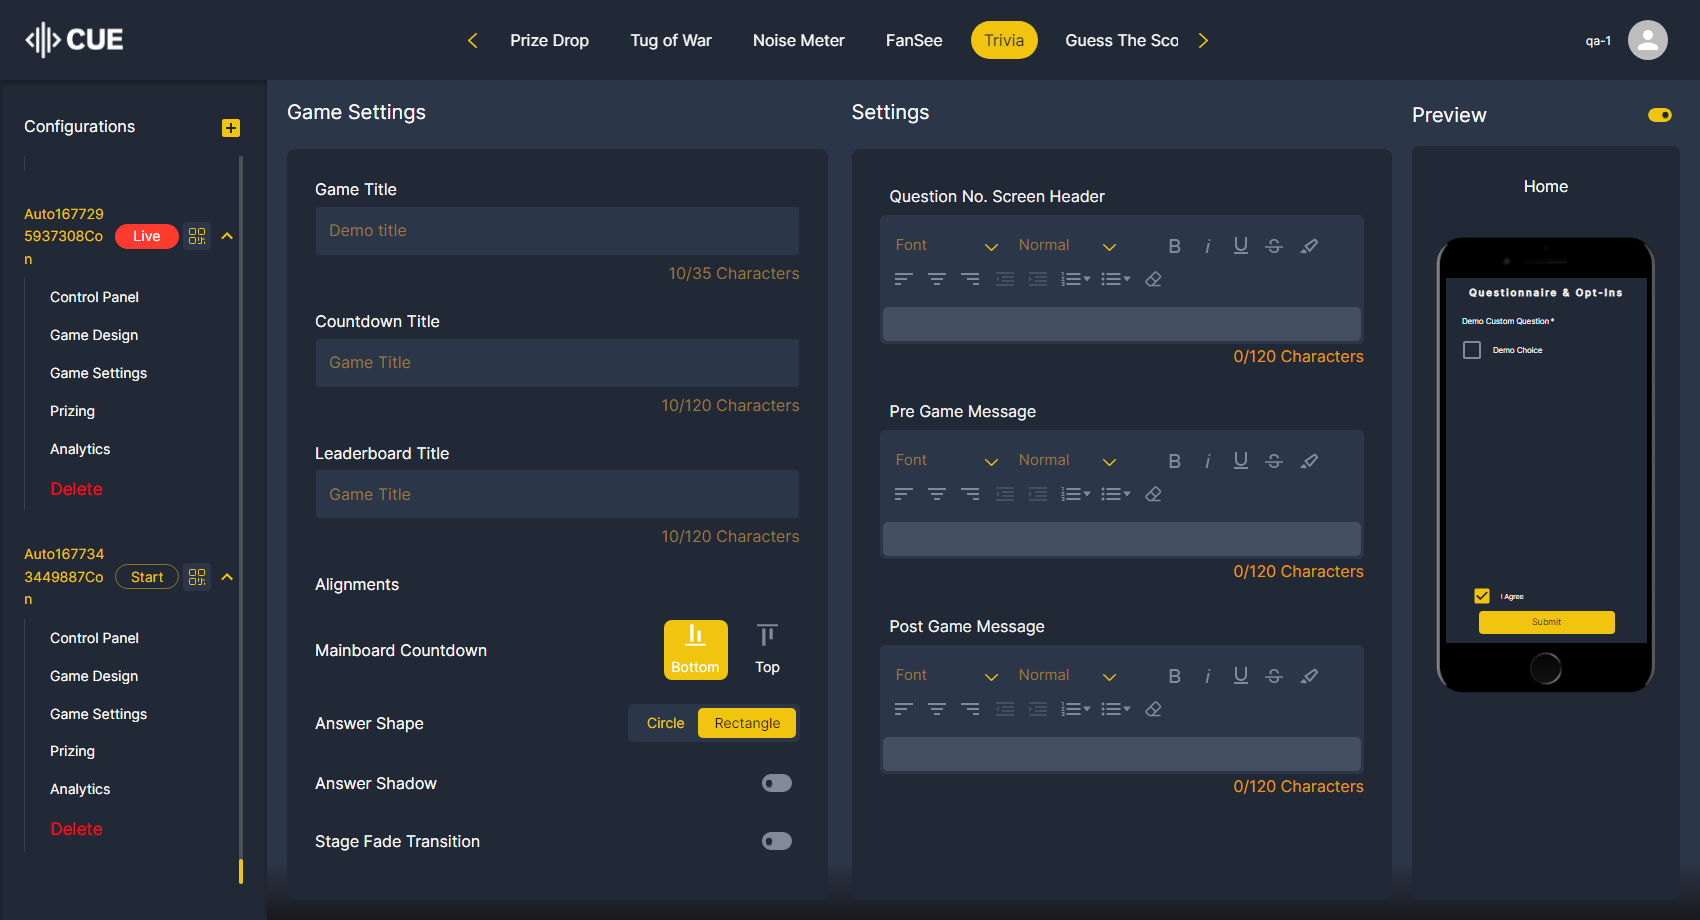 CUE
Prize Drop
Tug of War
Noise Meter
FanSee
Trivia
Guess The Sco
qa-1
Configurations
Auto167729
5937308Co
n
Live
Control Panel
Game Design
Game Settings
Prizing
Analytics
Delete
Auto167734
3449887Co
n
Start
Control Panel
Game Design
Game Settings
Prizing
Analytics
Delete
Game Settings
Game Title
Demo title
10/35 Characters
Countdown Title
Game Title
10/120 Characters
Leaderboard Title
Game Title
10/120 Characters
Alignments
Mainboard Countdown
Bottom
Top
Answer Shape
Circle
Rectangle
Answer Shadow
Stage Fade Transition
Settings
Question No. Screen Header
Font
Normal
B i U S
0/120 Characters
Pre Game Message
Font
Normal
B i U S
0/120 Characters
Post Game Message
Font
Normal
B i U S
0/120 Characters
Preview
Home
Questionnaire & Opt-Ins
Demo Custom Question *
Demo Choice
I Agree
Submit